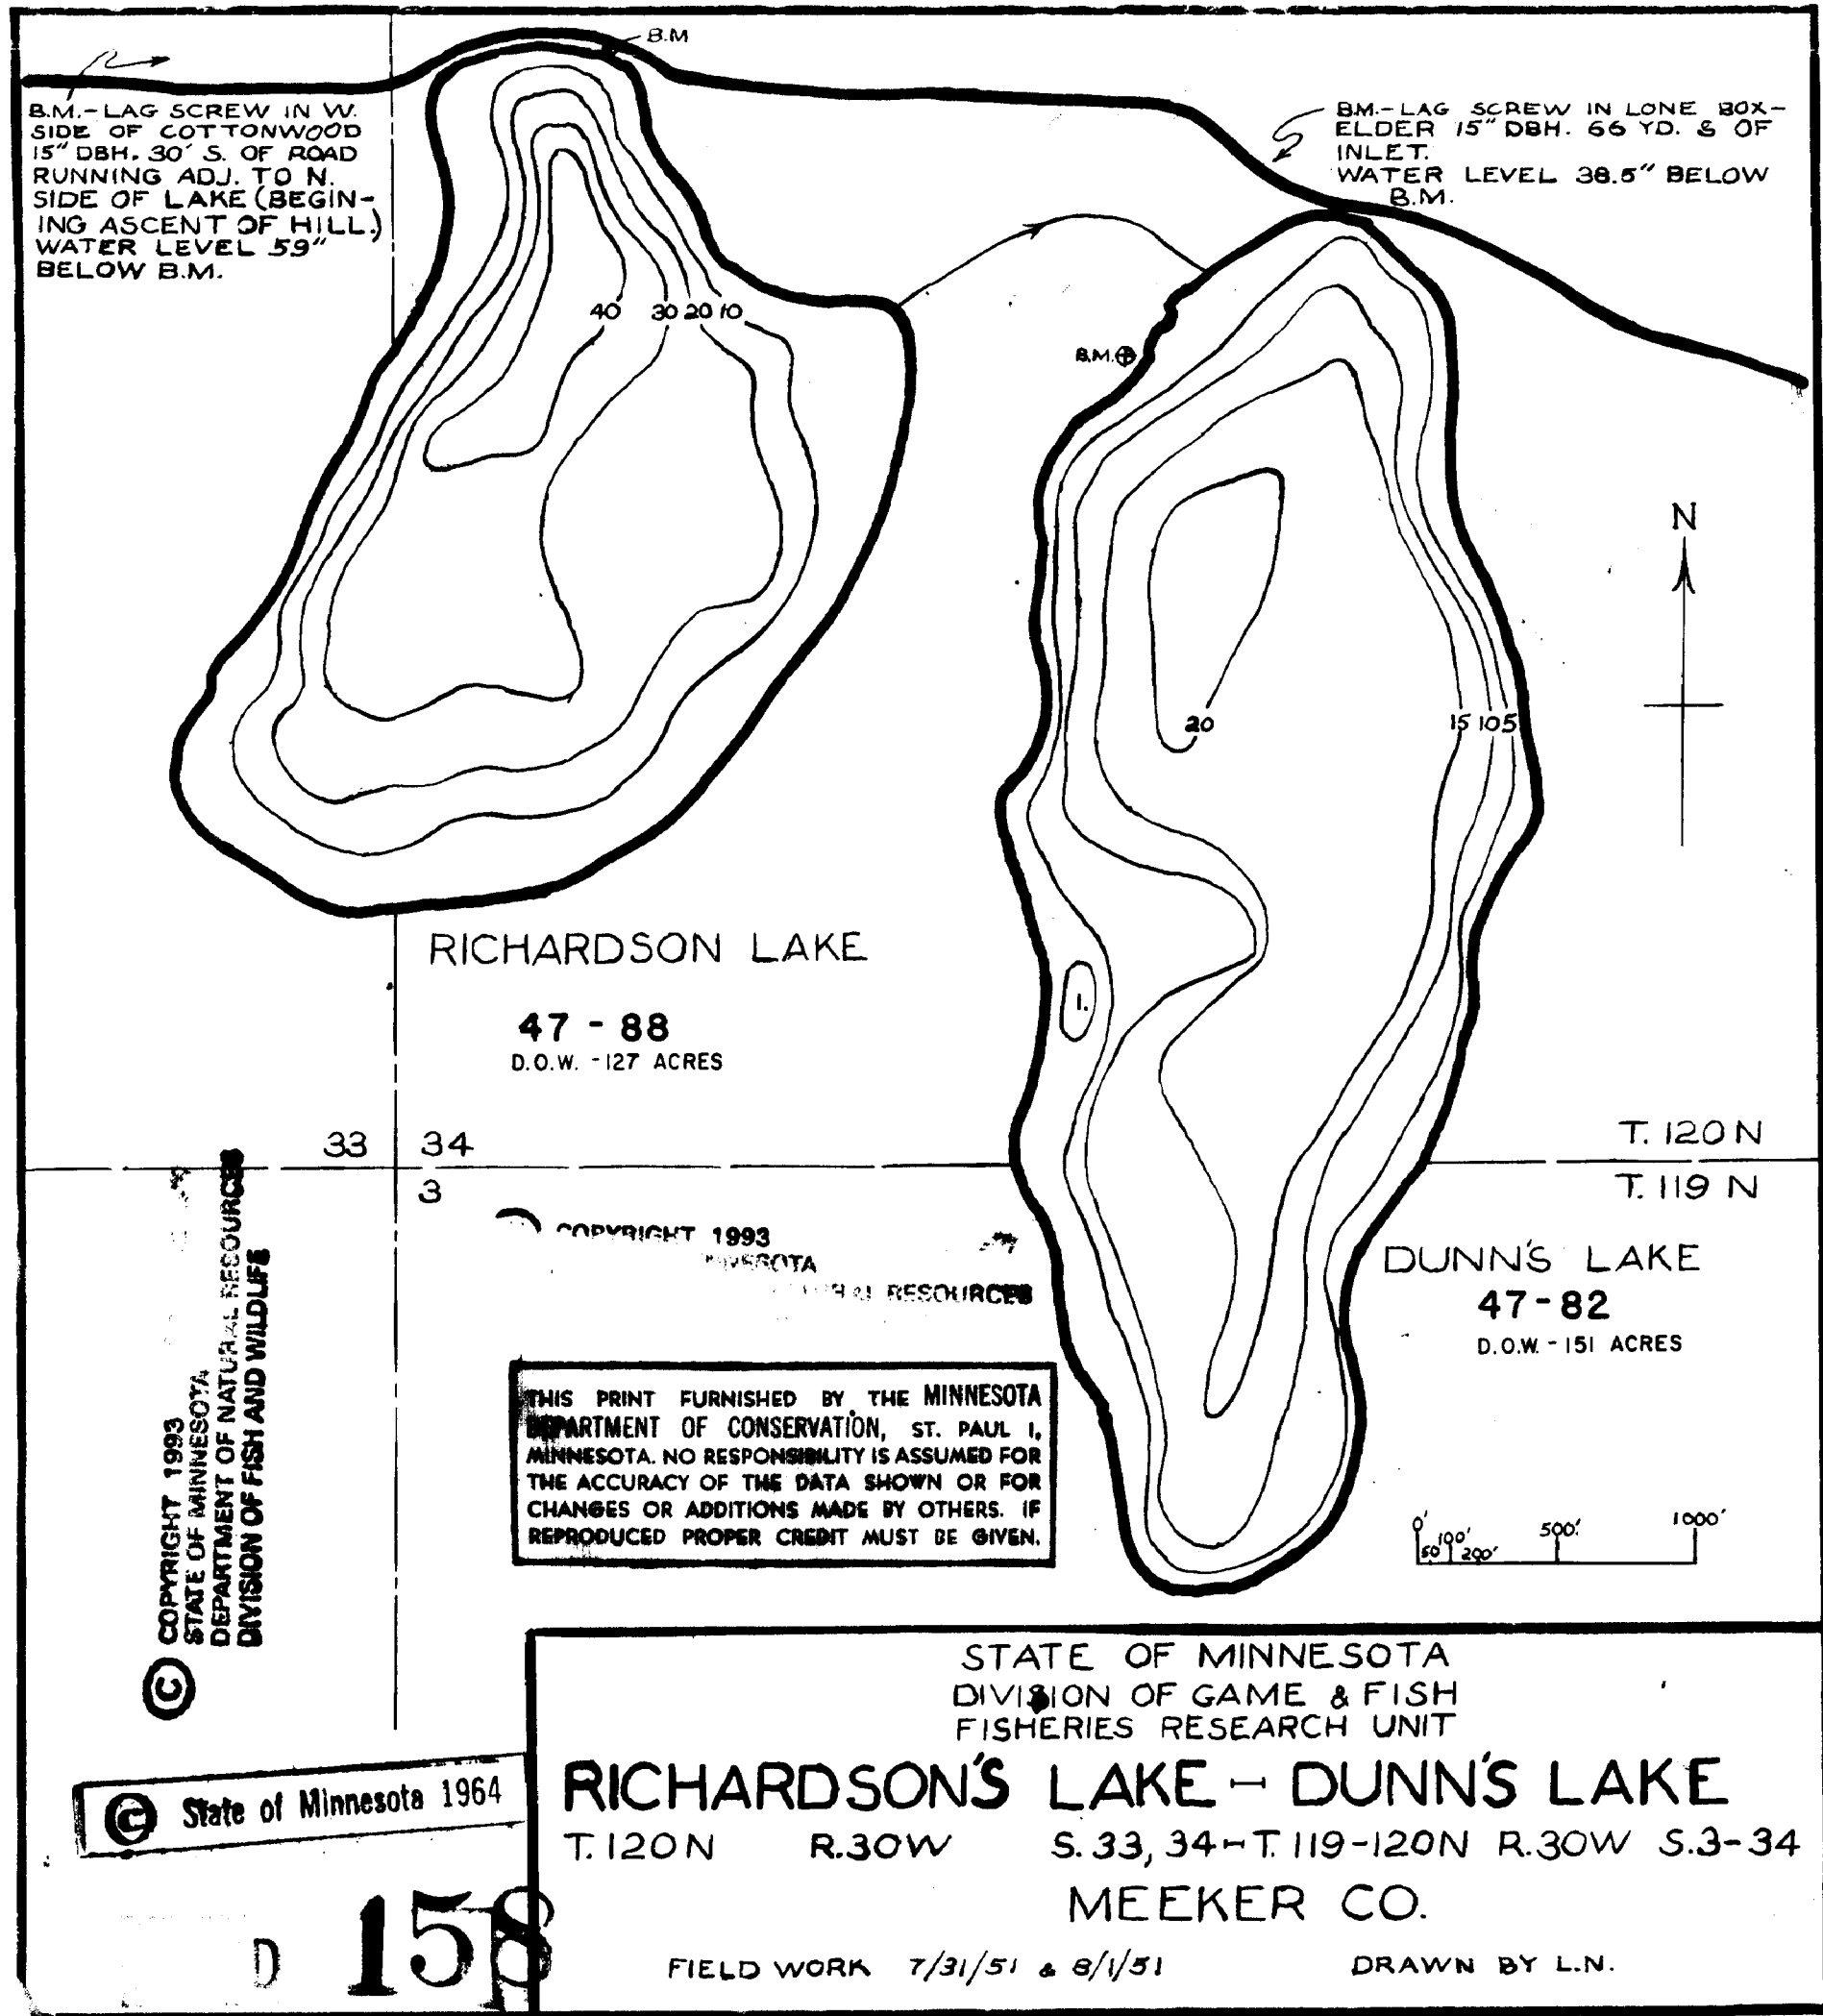 B.M
B.M.-LAG SCREW IN W.
SIDE OF COTTONWOOD
15" DBH. 30' S. OF ROAD
RUNNING ADJ. TO N.
SIDE OF LAKE (BEGIN-
ING ASCENT OF HILL.)
WATER LEVEL 59"
BELOW B.M.
B.M.-LAG SCREW IN LONE BOX-
ELDER 15" DBH. 66 YD. S OF
INLET.
WATER LEVEL 38.5" BELOW
B.M.
40 30 20 10
B.M.
N
20
15 10 5
RICHARDSON LAKE
47 - 88
D.O.W. - 127 ACRES
1.
33 34
3
T. 120 N
T. 119 N
COPYRIGHT 1993
RESOURCES
DUNN'S LAKE
47-82
D.O.W. - 151 ACRES
COPYRIGHT 1993
STATE OF MINNESOTA
DEPARTMENT OF NATURAL RESOURCES
DIVISION OF FISH AND WILDLIFE
©
THIS PRINT FURNISHED BY THE MINNESOTA
DEPARTMENT OF CONSERVATION, ST. PAUL 1,
MINNESOTA. NO RESPONSIBILITY IS ASSUMED FOR
THE ACCURACY OF THE DATA SHOWN OR FOR
CHANGES OR ADDITIONS MADE BY OTHERS. IF
REPRODUCED PROPER CREDIT MUST BE GIVEN.
0' 50' 100' 200' 500' 1000'
STATE OF MINNESOTA
DIVISION OF GAME & FISH
FISHERIES RESEARCH UNIT
RICHARDSON'S LAKE - DUNN'S LAKE
T. 120 N R. 30W S. 33, 34 - T. 119-120N R. 30W S. 3-34
MEEKER CO.
FIELD WORK 7/31/51 & 8/1/51 DRAWN BY L.N.
© State of Minnesota 1964
D 158